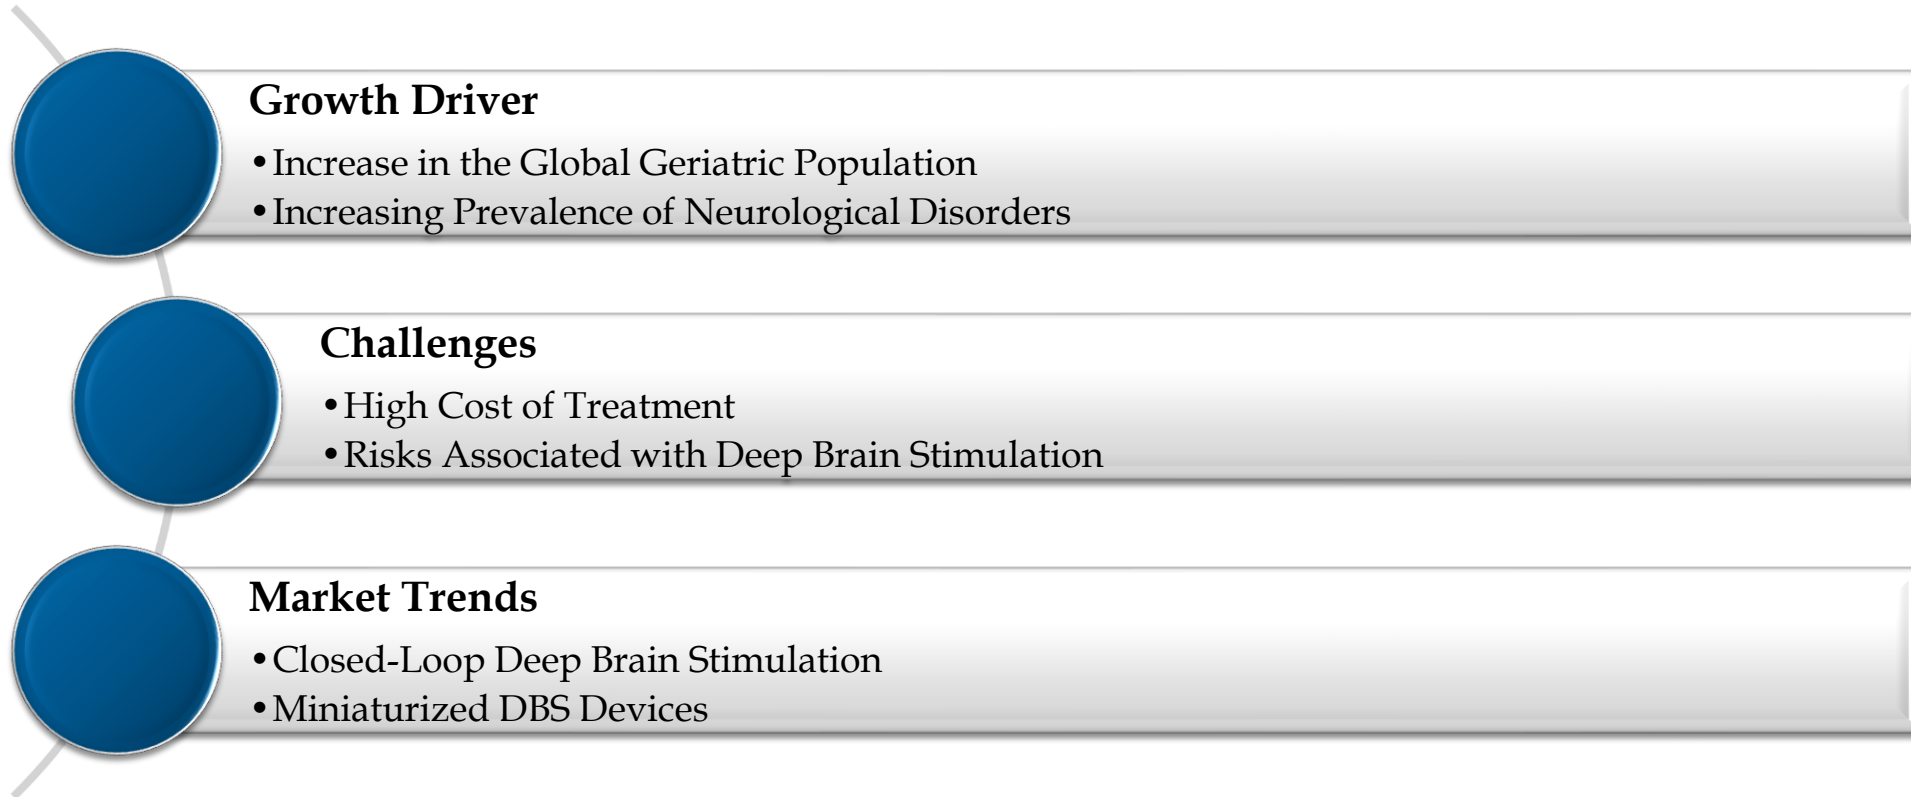 Growth Driver
•Increase in the Global Geriatric Population
•Increasing Prevalence of Neurological Disorders
Challenges
•High Cost of Treatment
•Risks Associated with Deep Brain Stimulation
Market Trends
•Closed-Loop Deep Brain Stimulation
•Miniaturized DBS Devices